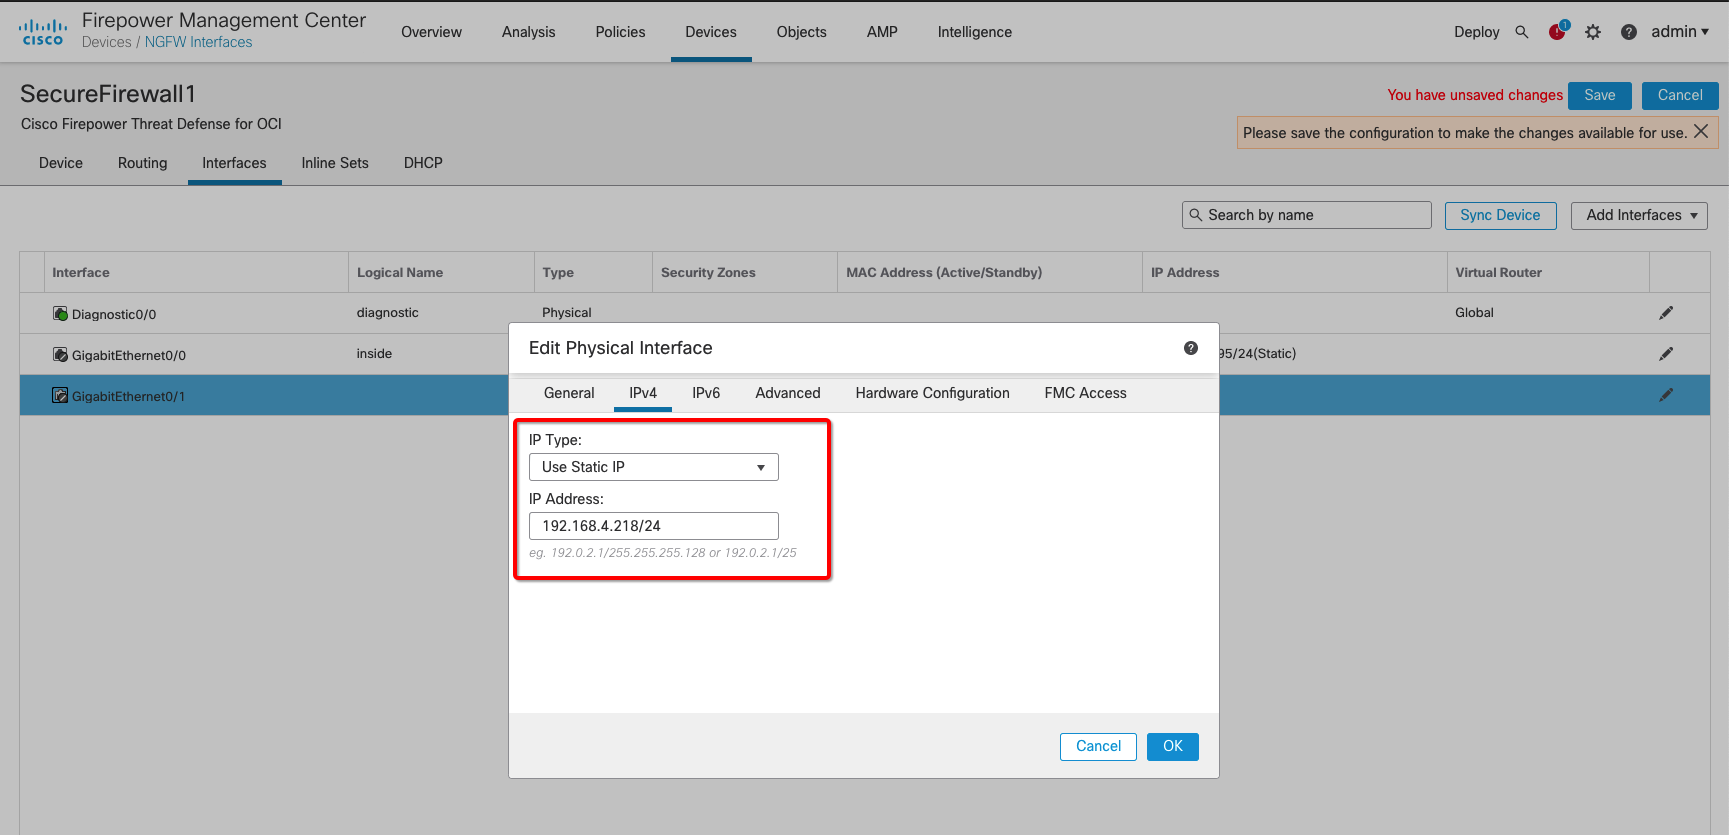 Firepower Management Center
CISCO
Devices / NGFW Interfaces
Overview Analysis Policies Devices Objects AMP Intelligence
Deploy 1 ! ? admin
SecureFirewall1
You have unsaved changes Save Cancel
Cisco Firepower Threat Defense for OCI
Please save the configuration to make the changes available for use.
Device Routing Interfaces Inline Sets DHCP
Search by name Sync Device Add Interfaces
Interface Logical Name Type Security Zones MAC Address (Active/Standby) IP Address Virtual Router
Diagnostic0/0 diagnostic Physical Global
GigabitEthernet0/0 inside 95/24(Static)
GigabitEthernet0/1
Edit Physical Interface ?
General IPv4 IPv6 Advanced Hardware Configuration FMC Access
IP Type:
Use Static IP
IP Address:
192.168.4.218/24
eg. 192.0.2.1/255.255.255.128 or 192.0.2.1/25
Cancel OK